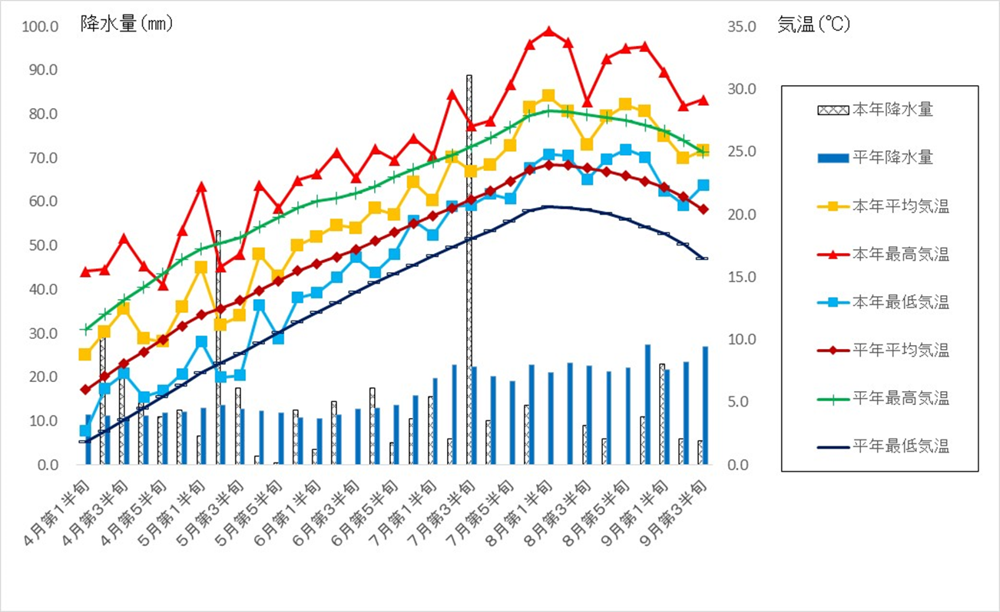 降水量(㎜)
気温(℃)
100.0
90.0
80.0
70.0
60.0
50.0
40.0
30.0
20.0
10.0
0.0
35.0
30.0
25.0
20.0
15.0
10.0
5.0
0.0
本年降水量
平年降水量
本年平均気温
本年最高気温
本年最低気温
平年平均気温
平年最高気温
平年最低気温
4月第1半旬
4月第3半旬
4月第5半旬
5月第1半旬
5月第3半旬
5月第5半旬
6月第1半旬
6月第3半旬
6月第5半旬
7月第1半旬
7月第3半旬
7月第5半旬
8月第1半旬
8月第3半旬
8月第5半旬
9月第1半旬
9月第3半旬